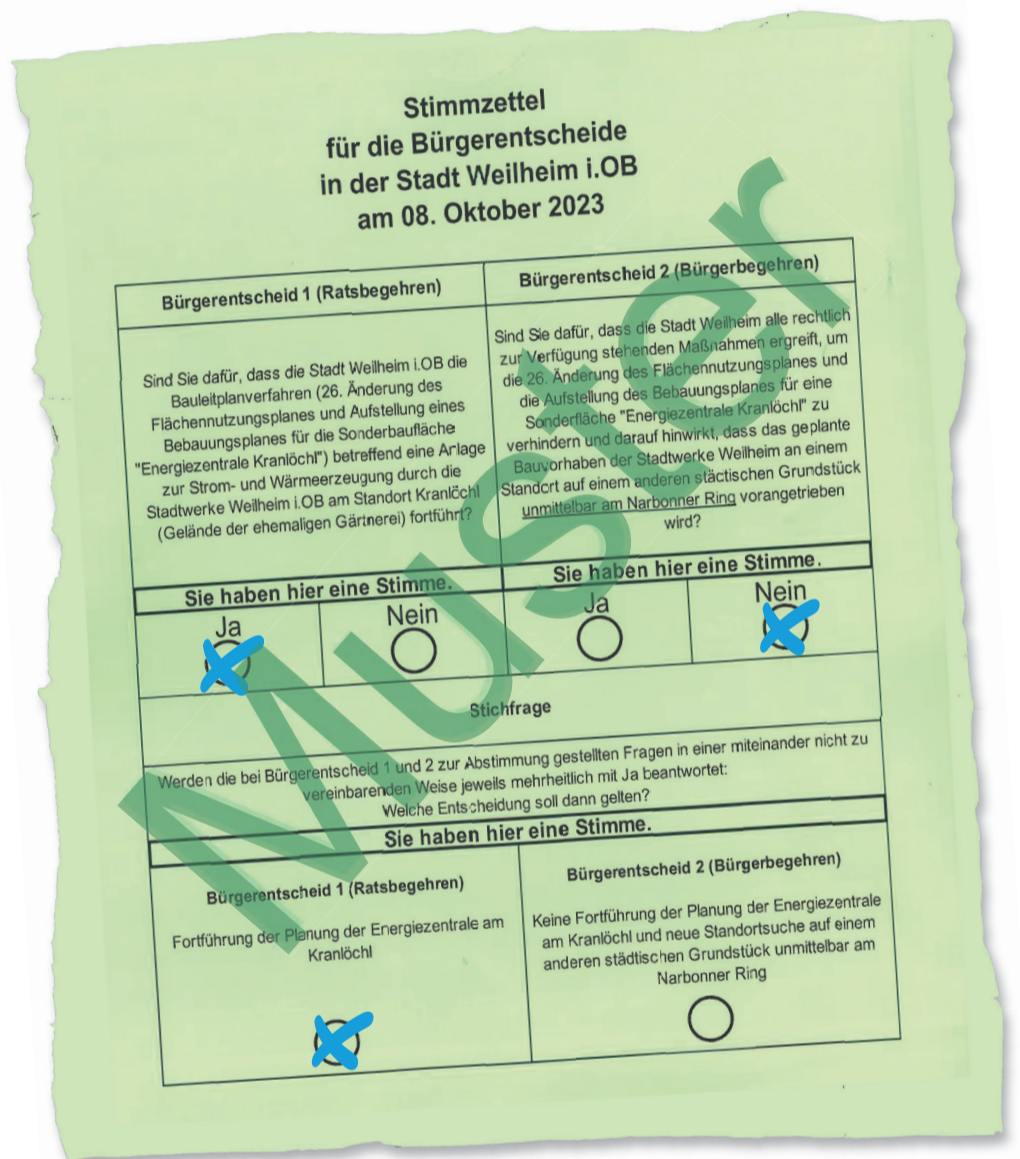 Stimmzettel
für die Bürgerentscheide
in der Stadt Weilheim i.OB
am 08. Oktober 2023
Bürgerentscheid 1 (Ratsbegehren)
Sind Sie dafür, dass die Stadt Weilheim i.OB die
Bauleitplanverfahren (26. Änderung des
Flächennutzungsplanes und Aufstellung eines
Bebauungsplanes für die Sonderbaufläche
"Energiezentrale Kranlöchl") betreffend eine Anlage
zur Strom- und Wärmeerzeugung durch die
Stadtwerke Weilheim i.OB am Standort Kranlöchl
(Gelände der ehemaligen Gärtnerei) fortführt?
Sie haben hier eine Stimme.
Ja
Nein
Bürgerentscheid 2 (Bürgerbegehren)
Sind Sie dafür, dass die Stadt Weilheim alle rechtlich
zur Verfügung stehenden Maßnahmen ergreift, um
die 26. Änderung des Flächennutzungsplanes und
die Aufstellung des Bebauungsplanes für eine
Sonderfläche "Energiezentrale Kranlöchl" zu
verhindern und darauf hinwirkt, dass das geplante
Bauvorhaben der Stadtwerke Weilheim an einem
Standort auf einem anderen städtischen Grundstück
unmittelbar am Narbonner Ring vorangetrieben
wird?
Sie haben hier eine Stimme.
Ja
Nein
Stichfrage
Werden die bei Bürgerentscheid 1 und 2 zur Abstimmung gestellten Fragen in einer miteinander nicht zu
vereinbarenden Weise jeweils mehrheitlich mit Ja beantwortet:
Welche Entscheidung soll dann gelten?
Sie haben hier eine Stimme.
Bürgerentscheid 1 (Ratsbegehren)
Fortführung der Planung der Energiezentrale am
Kranlöchl
Bürgerentscheid 2 (Bürgerbegehren)
Keine Fortführung der Planung der Energiezentrale
am Kranlöchl und neue Standortsuche auf einem
anderen städtischen Grundstück unmittelbar am
Narbonner Ring
Muster